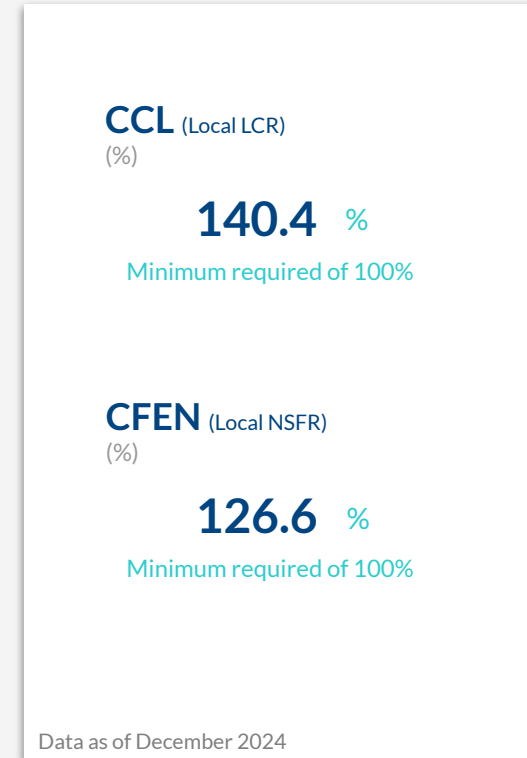 CCL (Local LCR)
(%)
140.4 %
Minimum required of 100%
CFEN (Local NSFR)
(%)
126.6 %
Minimum required of 100%
Data as of December 2024